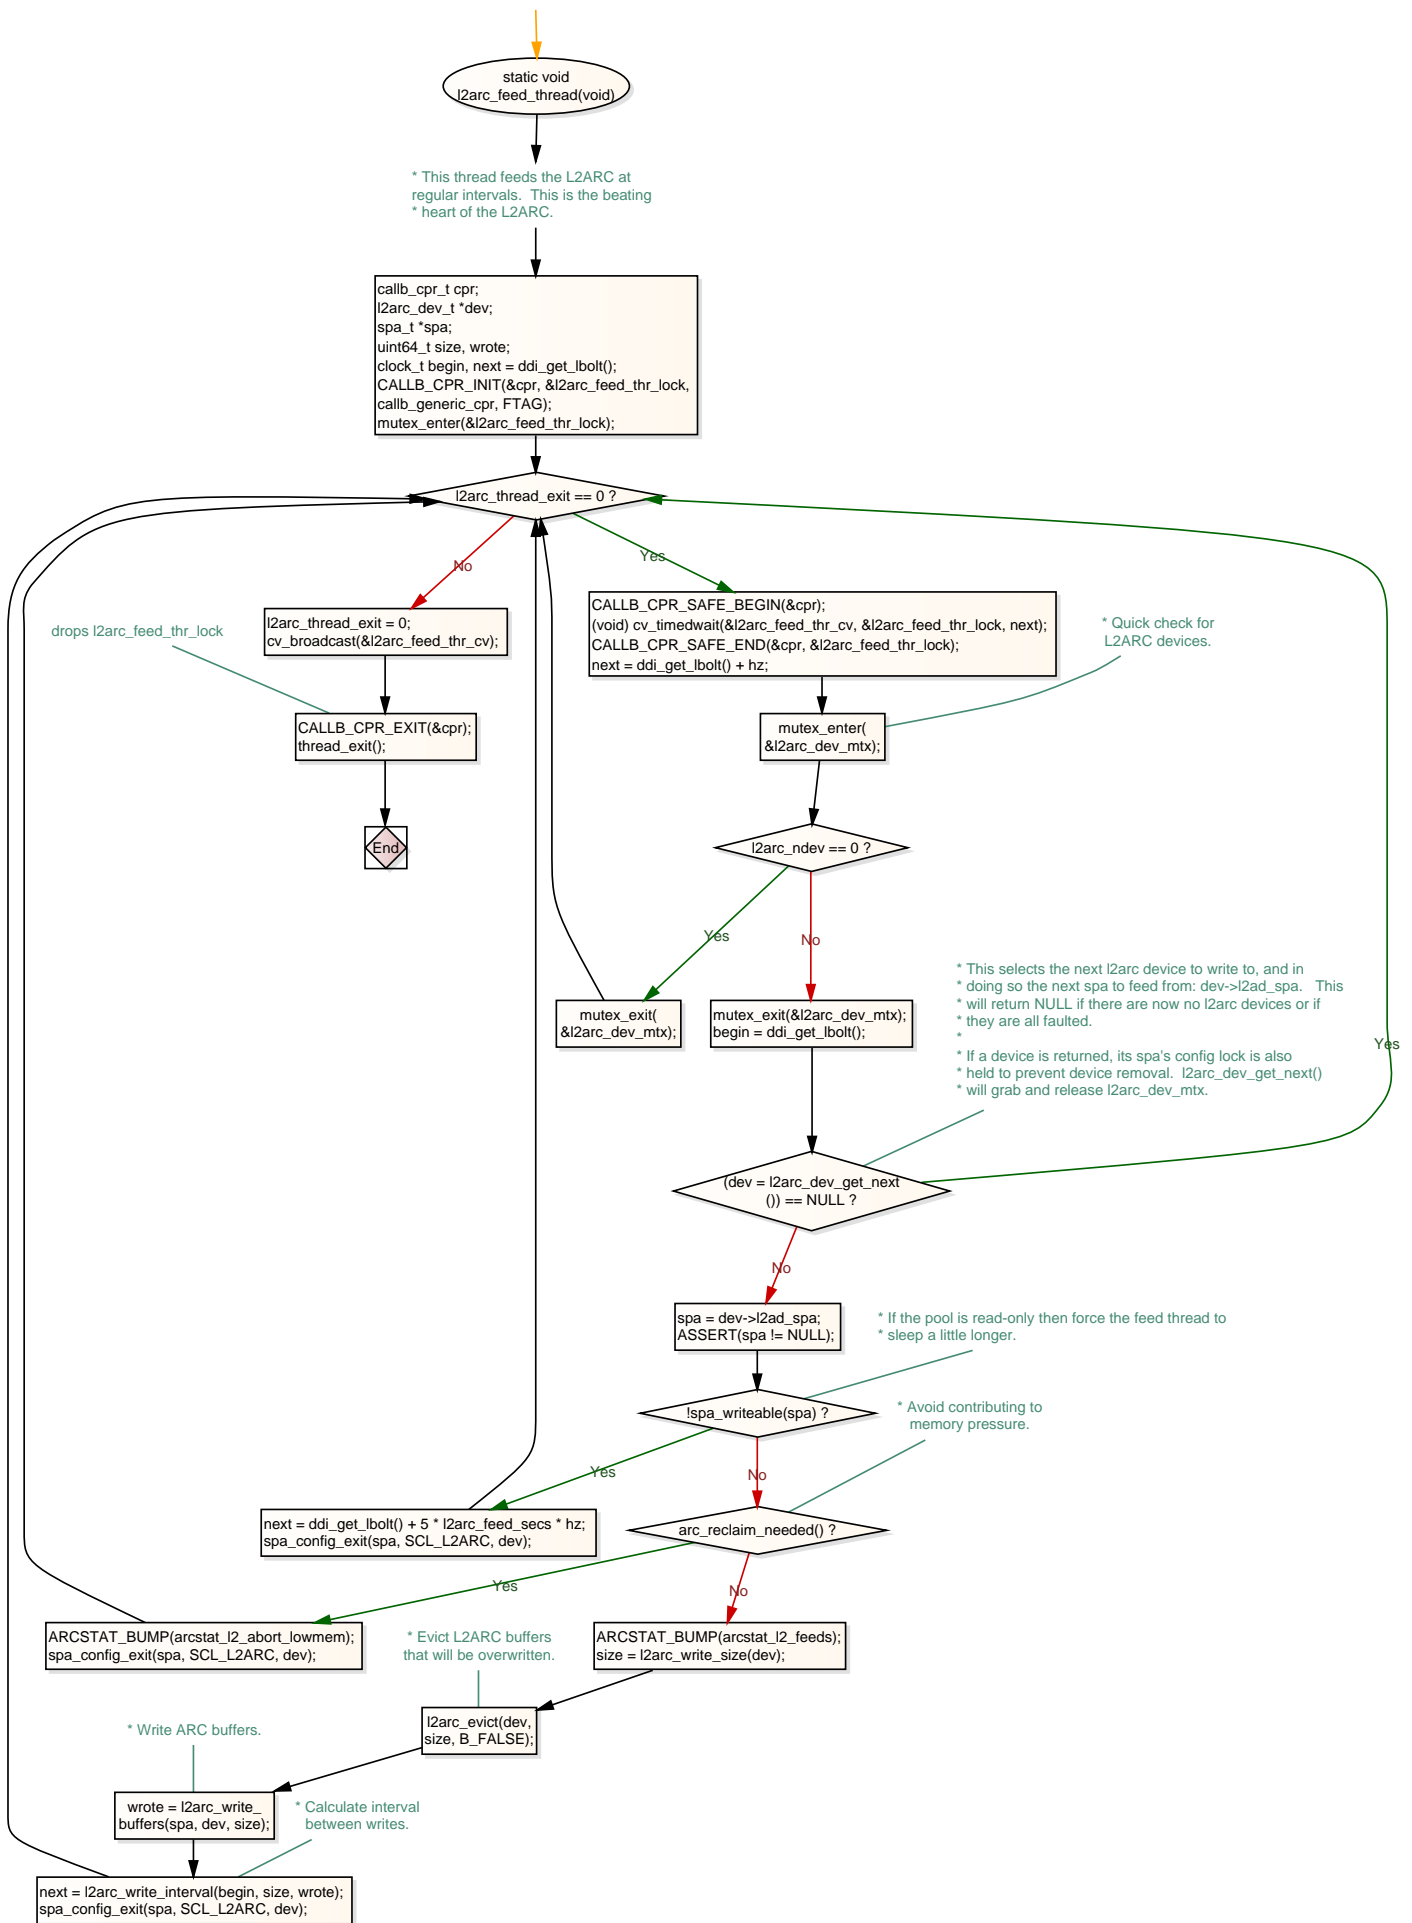 static void
l2arc_feed_thread(void)
* This thread feeds the L2ARC at
regular intervals.  This is the beating
* heart of the L2ARC.
callb_cpr_t cpr;
l2arc_dev_t *dev;
spa_t *spa;
uint64_t size, wrote;
clock_t begin, next = ddi_get_lbolt();
CALLB_CPR_INIT(&cpr, &l2arc_feed_thr_lock,
callb_generic_cpr, FTAG);
mutex_enter(&l2arc_feed_thr_lock);
l2arc_thread_exit == 0 ?
No
Yes
drops l2arc_feed_thr_lock
l2arc_thread_exit = 0;
cv_broadcast(&l2arc_feed_thr_cv);
CALLB_CPR_SAFE_BEGIN(&cpr);
(void) cv_timedwait(&l2arc_feed_thr_cv, &l2arc_feed_thr_lock, next);
CALLB_CPR_SAFE_END(&cpr, &l2arc_feed_thr_lock);
next = ddi_get_lbolt() + hz;
* Quick check for
L2ARC devices.
CALLB_CPR_EXIT(&cpr);
thread_exit();
mutex_enter(
&l2arc_dev_mtx);
End
l2arc_ndev == 0 ?
Yes
No
mutex_exit(
&l2arc_dev_mtx);
mutex_exit(&l2arc_dev_mtx);
begin = ddi_get_lbolt();
* This selects the next l2arc device to write to, and in
* doing so the next spa to feed from: dev->l2ad_spa.   This
* will return NULL if there are now no l2arc devices or if
* they are all faulted.
*
* If a device is returned, its spa's config lock is also
* held to prevent device removal.  l2arc_dev_get_next()
* will grab and release l2arc_dev_mtx.
Yes
(dev = l2arc_dev_get_next
()) == NULL ?
No
spa = dev->l2ad_spa;
ASSERT(spa != NULL);
* If the pool is read-only then force the feed thread to
* sleep a little longer.
!spa_writeable(spa) ?
* Avoid contributing to
memory pressure.
Yes
No
next = ddi_get_lbolt() + 5 * l2arc_feed_secs * hz;
spa_config_exit(spa, SCL_L2ARC, dev);
arc_reclaim_needed() ?
Yes
No
ARCSTAT_BUMP(arcstat_l2_abort_lowmem);
spa_config_exit(spa, SCL_L2ARC, dev);
* Evict L2ARC buffers
that will be overwritten.
ARCSTAT_BUMP(arcstat_l2_feeds);
size = l2arc_write_size(dev);
l2arc_evict(dev,
size, B_FALSE);
* Write ARC buffers.
wrote = l2arc_write_
buffers(spa, dev, size);
* Calculate interval
between writes.
next = l2arc_write_interval(begin, size, wrote);
spa_config_exit(spa, SCL_L2ARC, dev);